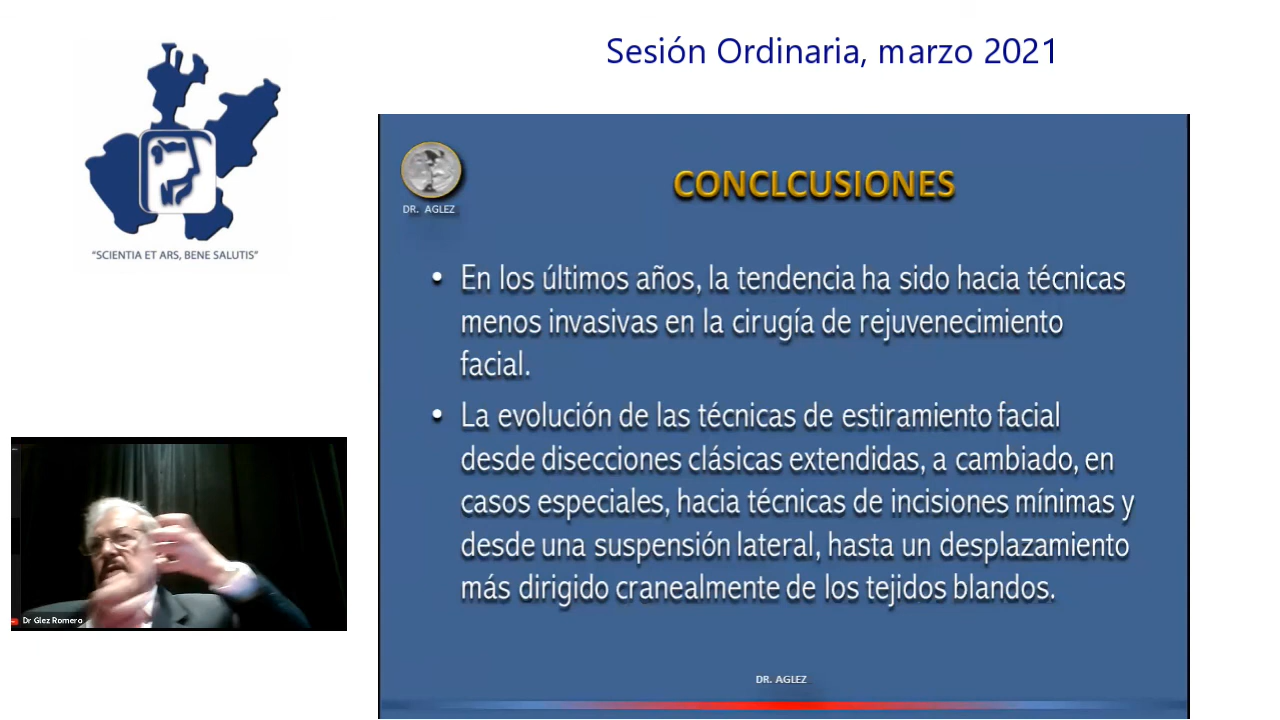 Sesión Ordinaria, marzo 2021
"SCIENTIA ET ARS, BENE SALUTIS"
DR. AGLEZ
CONCLCUSIONES
• En los últimos años, la tendencia ha sido hacia técnicas
menos invasivas en la cirugía de rejuvenecimiento
facial.
• La evolución de las técnicas de estiramiento facial
desde disecciones clásicas extendidas, a cambiado, en
casos especiales, hacia técnicas de incisiones mínimas y
desde una suspensión lateral, hasta un desplazamiento
más dirigido cranealmente de los tejidos blandos.
Dr Glez Romero
DR. AGLEZ